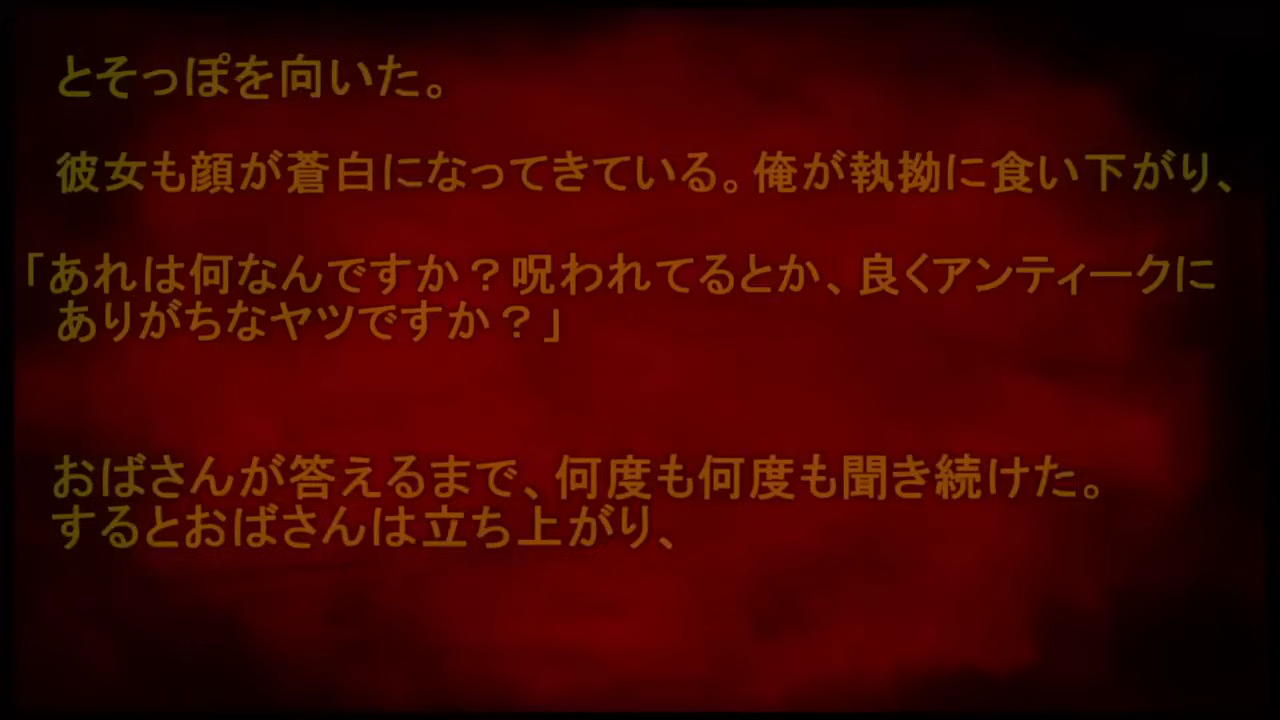 とそっぽを向いた。
彼女も顔が蒼白になってきている。俺が執拗に食い下がり、
「あれは何なんですか？呪われてるとか、良くアンティークに
ありがちなヤツですか？」
おばさんが答えるまで、何度も何度も聞き続けた。
するとおばさんは立ち上がり、